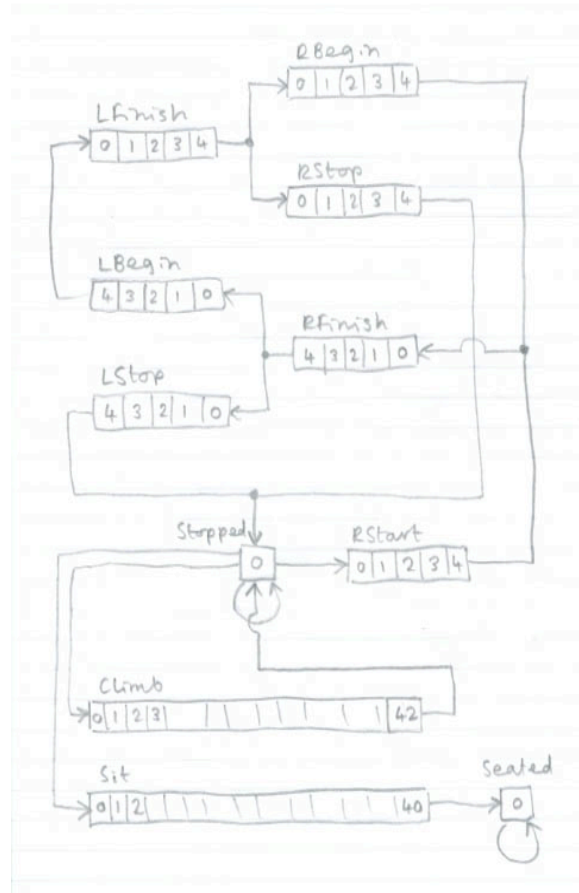 RBegin
0 1 2 3 4
LFinish
0 1 2 3 4
RStop
0 1 2 3 4
LBegin
4 3 2 1 0
RFinish
4 3 2 1 0
LStop
4 3 2 1 0
Stopped
0
RStart
0 1 2 3 4
Climb
0 1 2 3 42
Sit
0 1 2 40
Seated
0